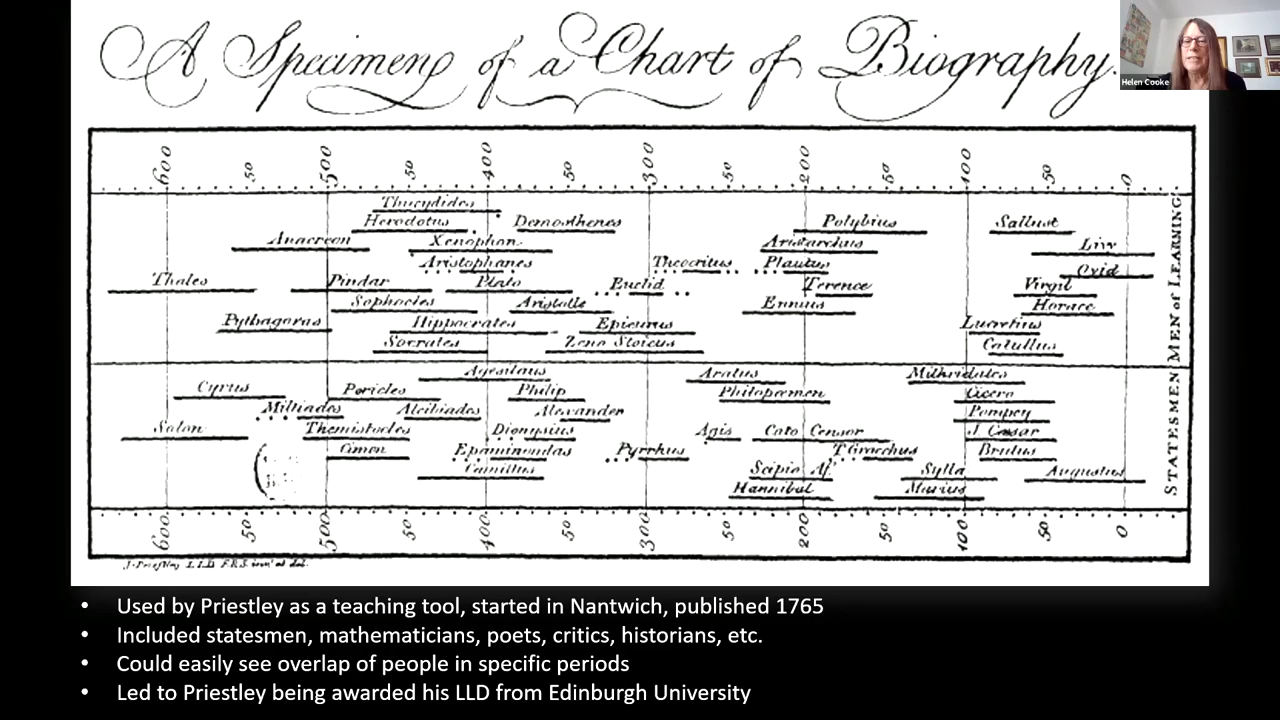 A Specimen of a Chart of Biography.
Helen Cooke
600 50 500 50 400 50 300 50 200 50 100 50 0
Thucydides
Herodotus Demosthenes Polybius Sallust
Anacreon Xenophon Aristarchus Livy
Aristophanes Theocritus Plautus Ovid
Thales Pindar Plato Euclid Terence Virgil
Sophocles Aristotle Ennius Horace
Pythagoras Hippocrates Epicurus Lucretius
Socrates Zeno Stoicus Catullus
MEN of LEARNING
Agesilaus Aratus Mithridates
Cyrus Pericles Philip Philopœmen Cicero
Miltiades Alcibiades Alexander Pompey
Solon Themistocles Dionysius Agis Cato Censor J Cæsar
Cimon Epaminondas Pyrrhus T Gracchus Brutus
Camillus Scipio Af. Sylla Augustus
Hannibal Marius
STATESMEN
600 50 500 50 400 50 300 50 200 50 100 50 0
J. Priestley L.L.D. F.R.S. inv.t et del.
• Used by Priestley as a teaching tool, started in Nantwich, published 1765
• Included statesmen, mathematicians, poets, critics, historians, etc.
• Could easily see overlap of people in specific periods
• Led to Priestley being awarded his LLD from Edinburgh University